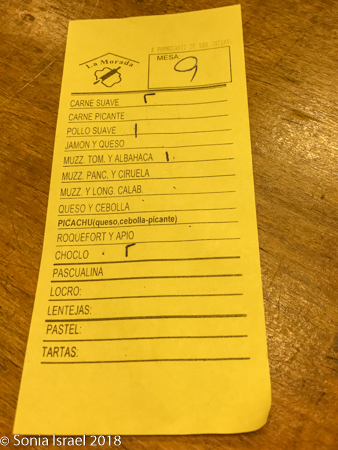 La Morada
MESA:
9
CARNE SUAVE
CARNE PICANTE
POLLO SUAVE
JAMON Y QUESO
MUZZ. TOM. Y ALBAHACA
MUZZ. PANC. Y CIRUELA
MUZZ. Y LONG. CALAB.
QUESO Y CEBOLLA
PICACHU(queso,cebolla-picante)
ROQUEFORT Y APIO
CHOCLO
PASCUALINA
LOCRO:
LENTEJAS:
PASTEL:
TARTAS:
© Sonia Israel 2018